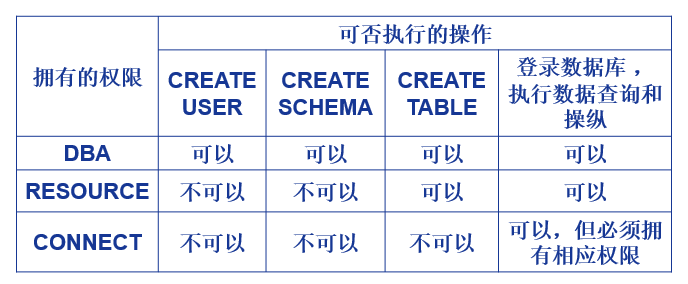 拥有的权限
可否执行的操作
CREATE
USER
CREATE
SCHEMA
CREATE
TABLE
登录数据库，
执行数据查询和
操纵
DBA
可以
可以
可以
可以
RESOURCE
不可以
不可以
可以
可以
CONNECT
不可以
不可以
不可以
可以，但必须拥
有相应权限